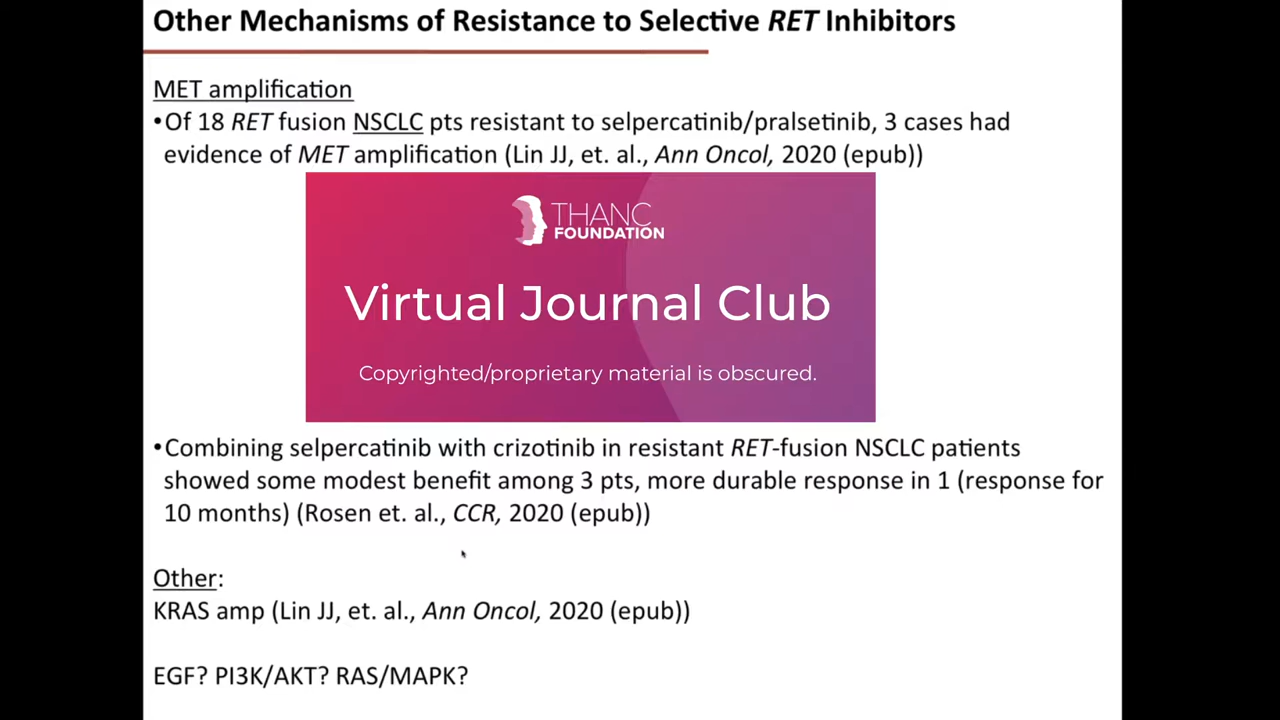 Other Mechanisms of Resistance to Selective RET Inhibitors
MET amplification
•Of 18 RET fusion NSCLC pts resistant to selpercatinib/pralsetinib, 3 cases had
evidence of MET amplification (Lin JJ, et. al., Ann Oncol, 2020 (epub))
THANC
FOUNDATION
Virtual Journal Club
Copyrighted/proprietary material is obscured.
•Combining selpercatinib with crizotinib in resistant RET-fusion NSCLC patients
showed some modest benefit among 3 pts, more durable response in 1 (response for
10 months) (Rosen et. al., CCR, 2020 (epub))
Other:
KRAS amp (Lin JJ, et. al., Ann Oncol, 2020 (epub))
EGF? PI3K/AKT? RAS/MAPK?